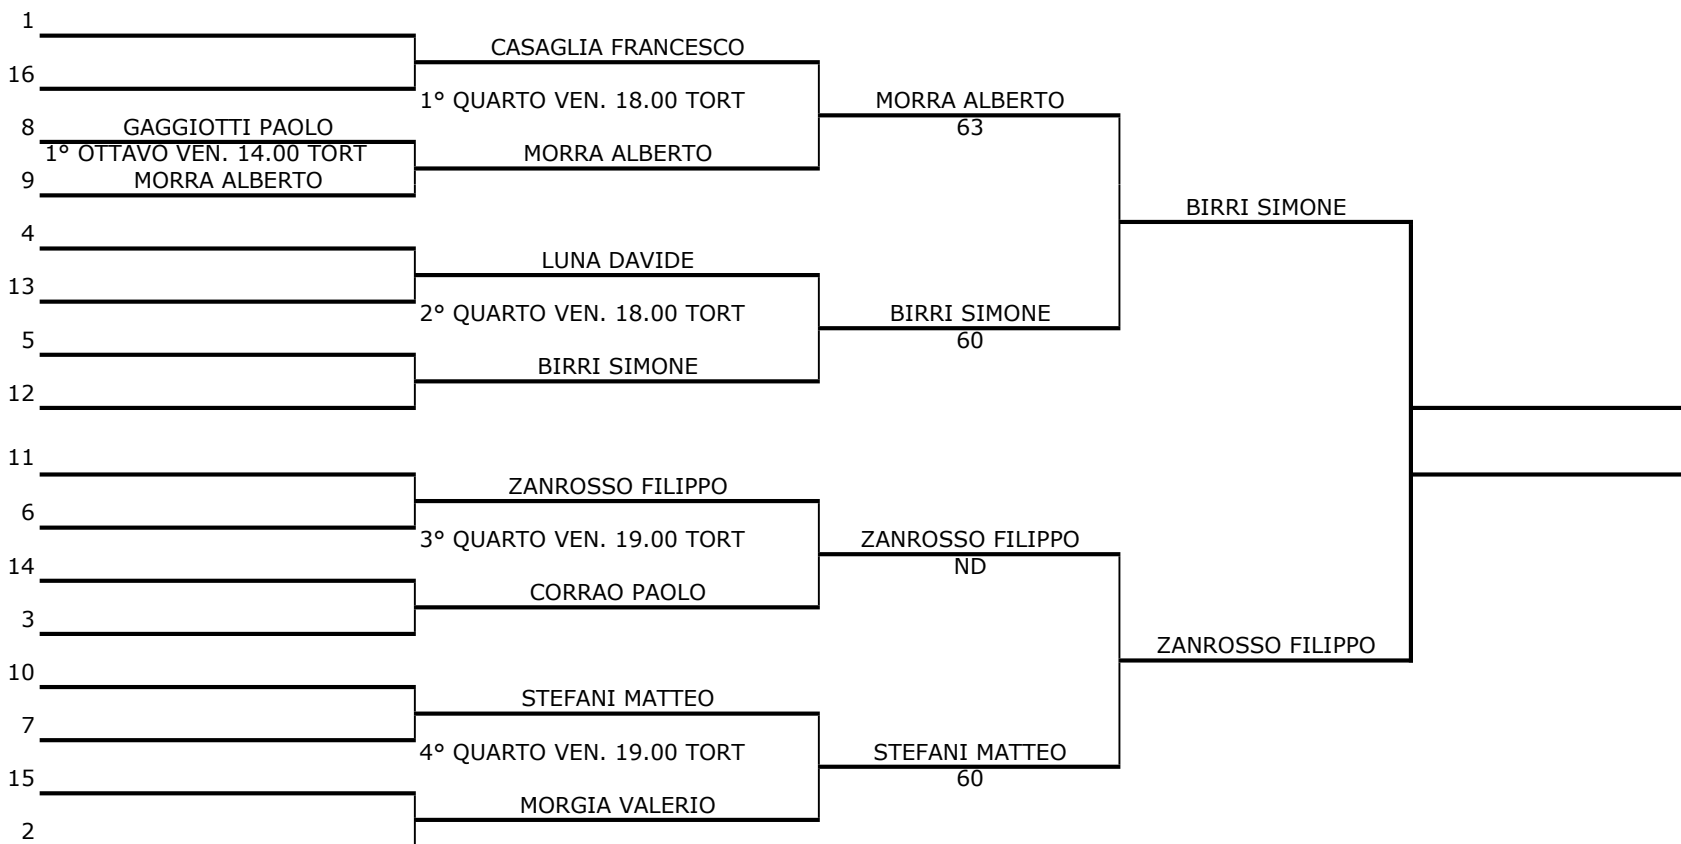 1
CASAGLIA FRANCESCO
16
1° QUARTO VEN. 18.00 TORT
MORRA ALBERTO
63
8
GAGGIOTTI PAOLO
1° OTTAVO VEN. 14.00 TORT
MORRA ALBERTO
9
MORRA ALBERTO
BIRRI SIMONE
4
LUNA DAVIDE
13
2° QUARTO VEN. 18.00 TORT
BIRRI SIMONE
60
5
BIRRI SIMONE
12
11
ZANROSSO FILIPPO
6
3° QUARTO VEN. 19.00 TORT
ZANROSSO FILIPPO
ND
14
CORRAO PAOLO
3
ZANROSSO FILIPPO
10
STEFANI MATTEO
7
4° QUARTO VEN. 19.00 TORT
STEFANI MATTEO
60
15
MORGIA VALERIO
2